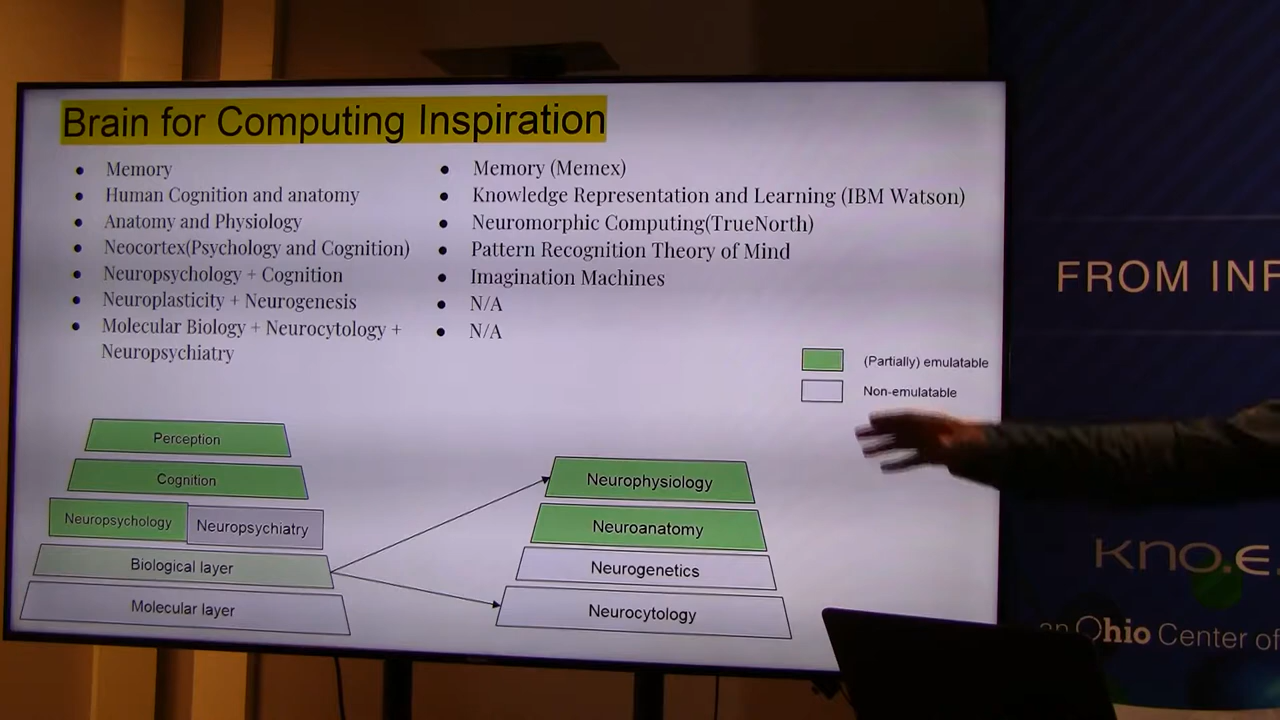 Brain for Computing Inspiration
• Memory
• Human Cognition and anatomy
• Anatomy and Physiology
• Neocortex(Psychology and Cognition)
• Neuropsychology + Cognition
• Neuroplasticity + Neurogenesis
• Molecular Biology + Neurocytology +
Neuropsychiatry
• Memory (Memex)
• Knowledge Representation and Learning (IBM Watson)
• Neuromorphic Computing(TrueNorth)
• Pattern Recognition Theory of Mind
• Imagination Machines
• N/A
• N/A
(Partially) emulatable
Non-emulatable
Perception
Cognition
Neuropsychology
Neuropsychiatry
Biological layer
Molecular layer
Neurophysiology
Neuroanatomy
Neurogenetics
Neurocytology
FROM INF
kno.e.
an Ohio Center of